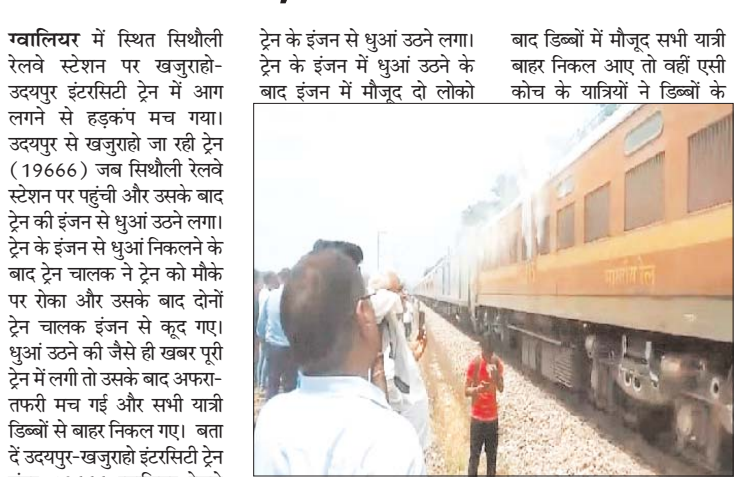 ग्वालियर में स्थित सिथौली
रेलवे स्टेशन पर खजुराहो-
उदयपुर इंटरसिटी ट्रेन में आग
लगने से हड़कंप मच गया।
उदयपुर से खजुराहो जा रही ट्रेन
(19666) जब सिथौली रेलवे
स्टेशन पर पहुंची और उसके बाद
ट्रेन की इंजन से धुआं उठने लगा।
ट्रेन के इंजन से धुआं निकलने के
बाद ट्रेन चालक ने ट्रेन को मौके
पर रोका और उसके बाद दोनों
ट्रेन चालक इंजन से कूद गए।
धुआं उठने की जैसे ही खबर पूरी
ट्रेन में लगी तो उसके बाद अफरा-
तफरी मच गई और सभी यात्री
डिब्बों से बाहर निकल गए। बता
दें उदयपुर-खजुराहो इंटरसिटी ट्रेन
ट्रेन के इंजन से धुआं उठने लगा।
ट्रेन के इंजन में धुआं उठने के
बाद इंजन में मौजूद दो लोको
बाद डिब्बों में मौजूद सभी यात्री
बाहर निकल आए तो वहीं एसी
कोच के यात्रियों ने डिब्बों के
भारतीय रेल